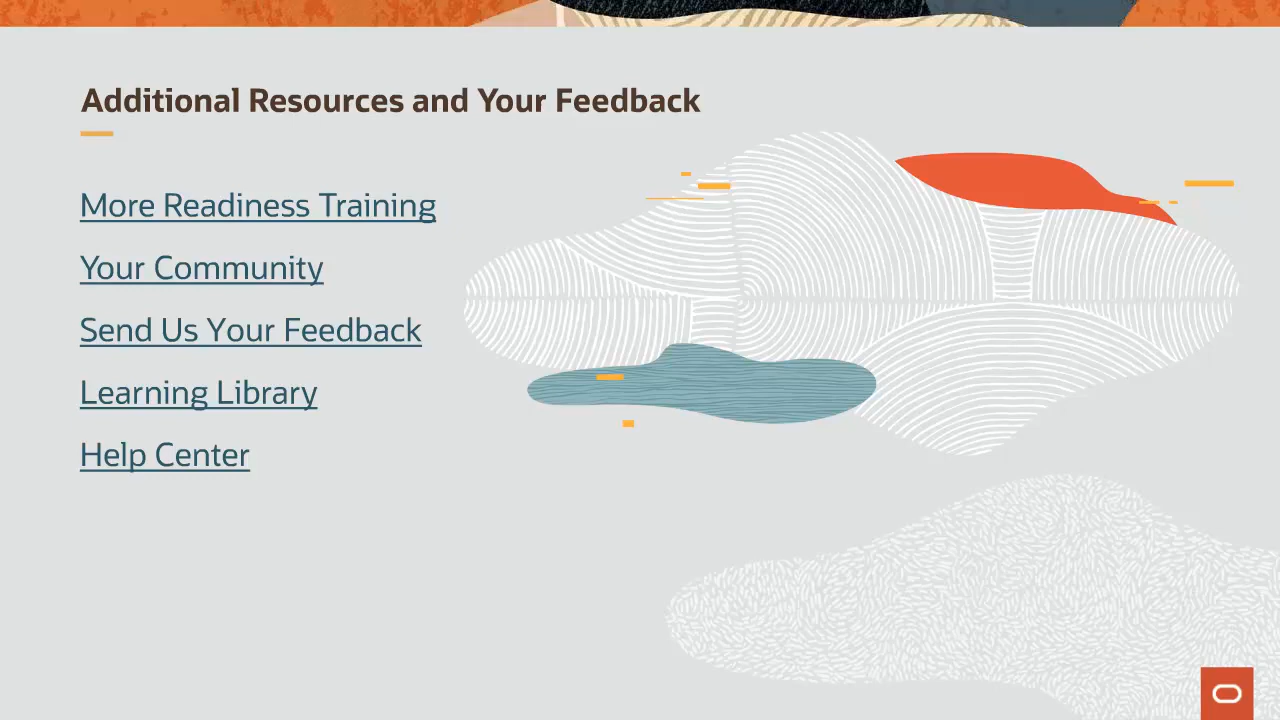 Additional Resources and Your Feedback
More Readiness Training
Your Community
Send Us Your Feedback
Learning Library
Help Center